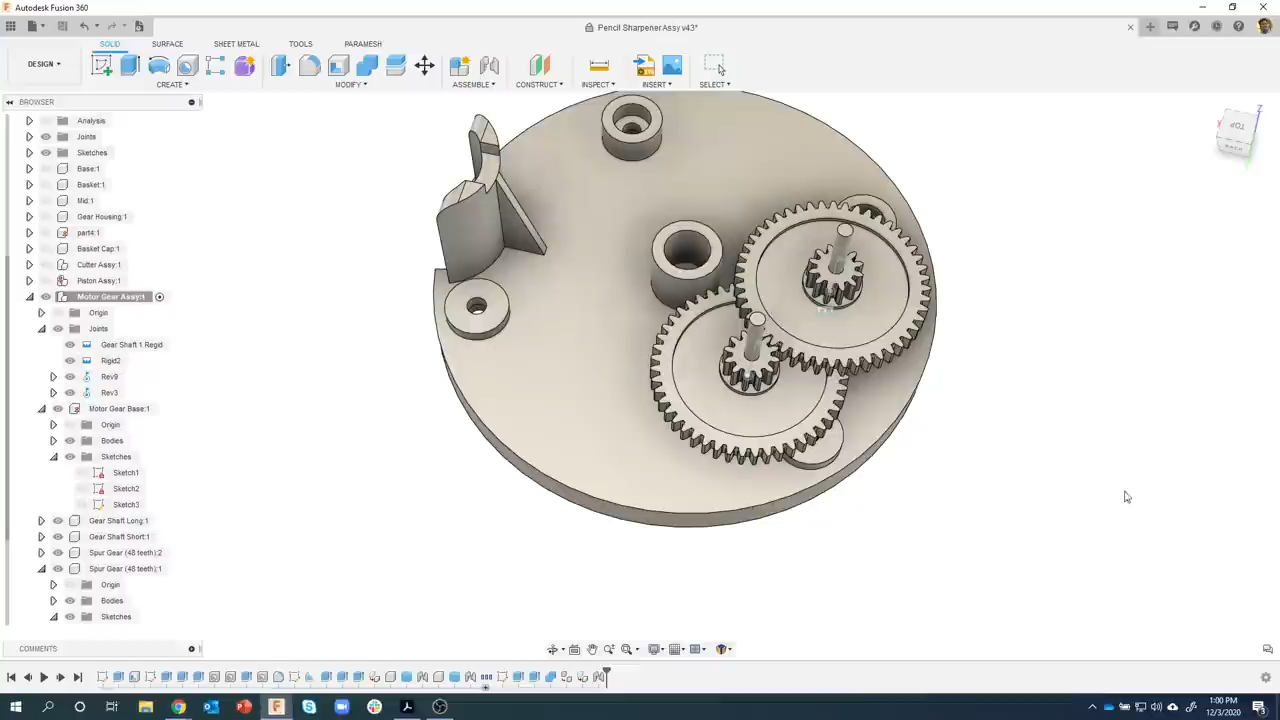 Autodesk Fusion 360
Pencil Sharpener Assy v43*
SOLID SURFACE SHEET METAL TOOLS PARAMESH
DESIGN
CREATE MODIFY ASSEMBLE CONSTRUCT INSPECT INSERT SELECT
BROWSER
Analysis
Joints
Sketches
Base:1
Basket:1
Mid:1
Gear Housing:1
part4:1
Basket Cap:1
Cutter Assy:1
Piston Assy:1
Motor Gear Assy:1
Origin
Joints
Gear Shaft 1 Regid
Rigid2
Rev9
Rev3
Motor Gear Base:1
Origin
Bodies
Sketches
Sketch1
Sketch2
Sketch3
Gear Shaft Long:1
Gear Shaft Short:1
Spur Gear (48 teeth):2
Spur Gear (48 teeth):1
Origin
Bodies
Sketches
Z
X
TOP
BACK
COMMENTS
1:00 PM
12/3/2020